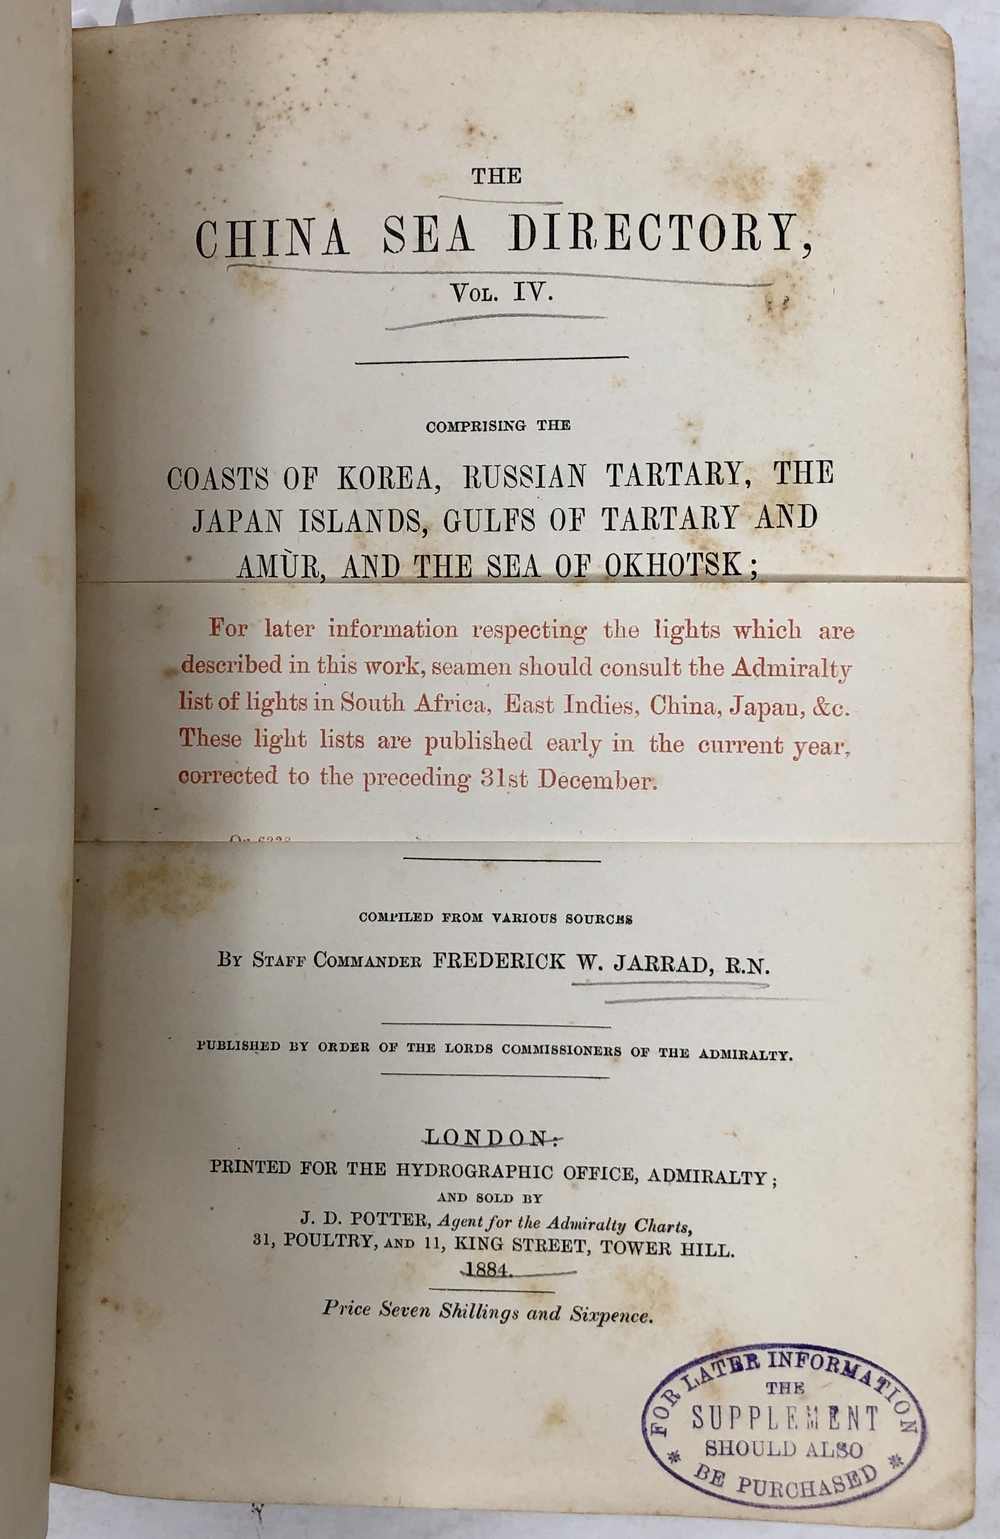 THE
CHINA SEA DIRECTORY,
VOL. IV.
COMPRISING THE
COASTS OF KOREA, RUSSIAN TARTARY, THE
JAPAN ISLANDS, GULFS OF TARTARY AND
AMÙR, AND THE SEA OF OKHOTSK;
For later information respecting the lights which are
described in this work, seamen should consult the Admiralty
list of lights in South Africa, East Indies, China, Japan, &c.
These light lists are published early in the current year,
corrected to the preceding 31st December.
COMPILED FROM VARIOUS SOURCES
BY STAFF COMMANDER FREDERICK W. JARRAD, R.N.
PUBLISHED BY ORDER OF THE LORDS COMMISSIONERS OF THE ADMIRALTY.
LONDON:
PRINTED FOR THE HYDROGRAPHIC OFFICE, ADMIRALTY;
AND SOLD BY
J. D. POTTER, Agent for the Admiralty Charts,
31, POULTRY, AND 11, KING STREET, TOWER HILL.
1884.
Price Seven Shillings and Sixpence.
FOR LATER INFORMATION
THE
SUPPLEMENT
SHOULD ALSO
* BE PURCHASED *